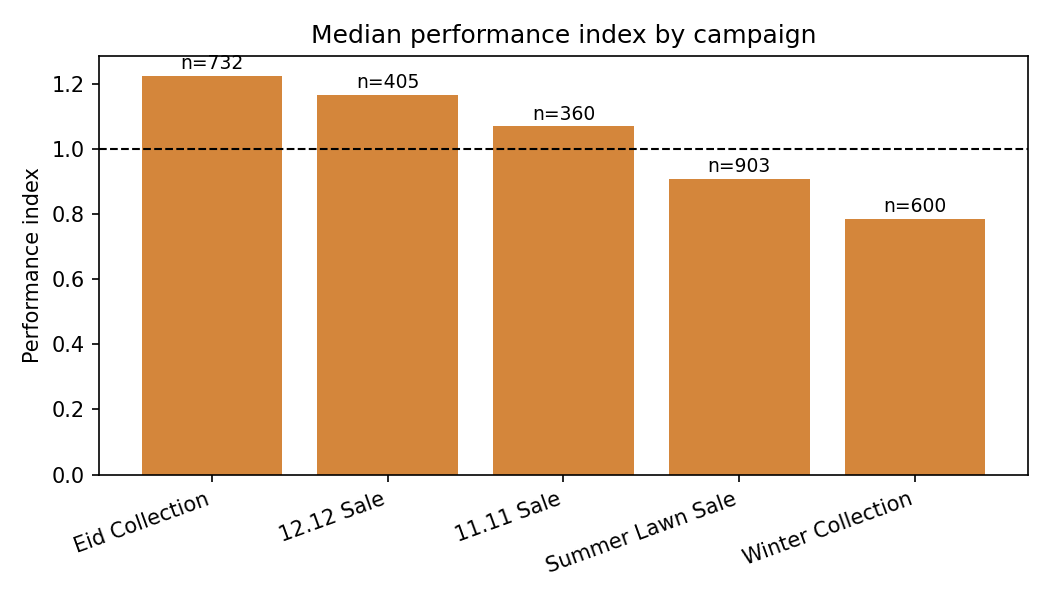 Median performance index by campaign
Performance index
1.2
1.0
0.8
0.6
0.4
0.2
0.0
n=732
n=405
n=360
n=903
n=600
Eid Collection
12.12 Sale
11.11 Sale
Summer Lawn Sale
Winter Collection